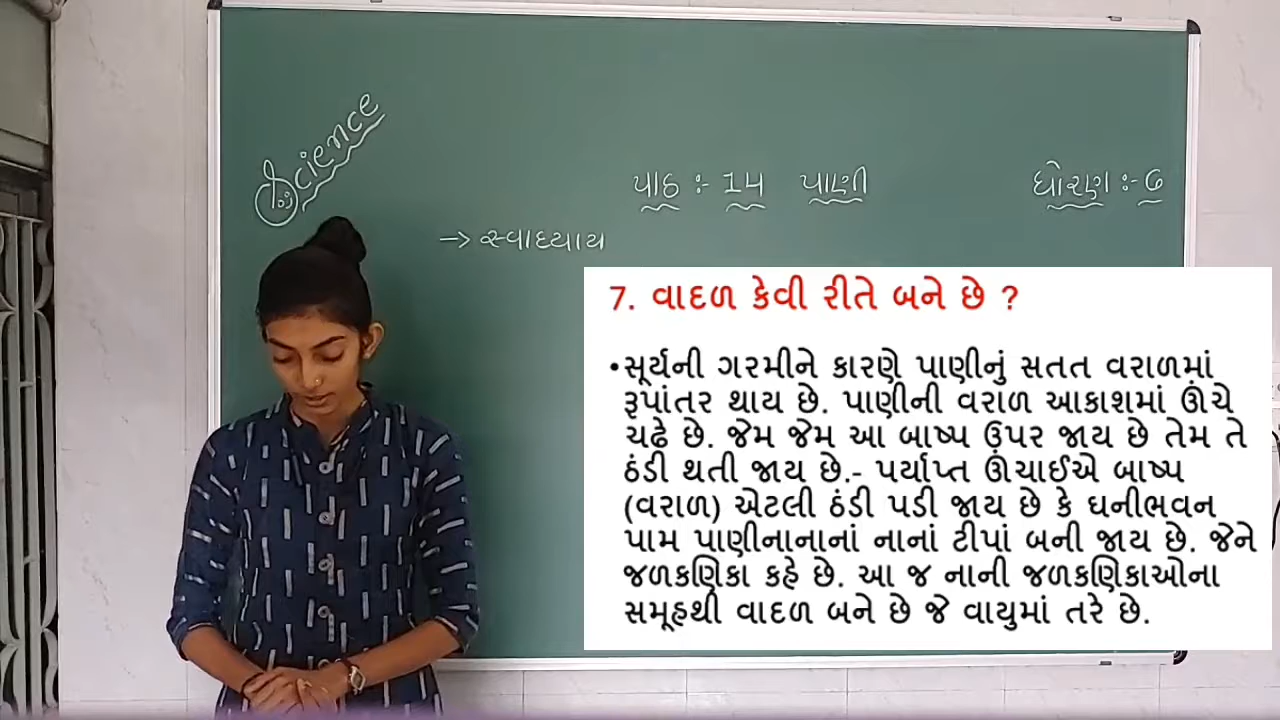 Science
પાઠ :- 14 પાણી
ધોરણ :- 6
→ સ્વાધ્યાય
7. વાદળ કેવી રીતે બને છે ?
•સૂર્યની ગરમીને કારણે પાણીનું સતત વરાળમાં
રૂપાંતર થાય છે. પાણીની વરાળ આકાશમાં ઊંચે
ચઢે છે. જેમ જેમ આ બાષ્પ ઉપર જાય છે તેમ તે
ઠંડી થતી જાય છે.- પર્યાપ્ત ઊંચાઈએ બાષ્પ
(વરાળ) એટલી ઠંડી પડી જાય છે કે ઘનીભવન
પામ પાણીનાનાનાં નાનાં ટીપાં બની જાય છે. જેને
જળકણિકા કહે છે. આ જ નાની જળકણિકાઓના
સમૂહથી વાદળ બને છે જે વાયુમાં તરે છે.